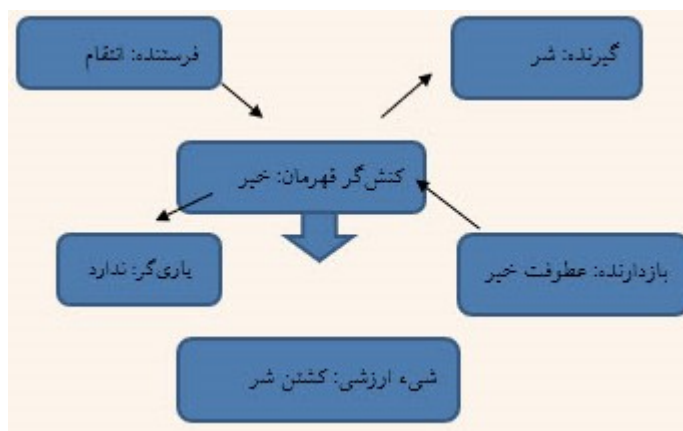 فرستنده: انتقام
گیرنده: شر
کنش‌گر قهرمان: خیر
یاری‌گر: ندارد
بازدارنده: عطوفت خیر
شیء ارزشی: کشتن شر